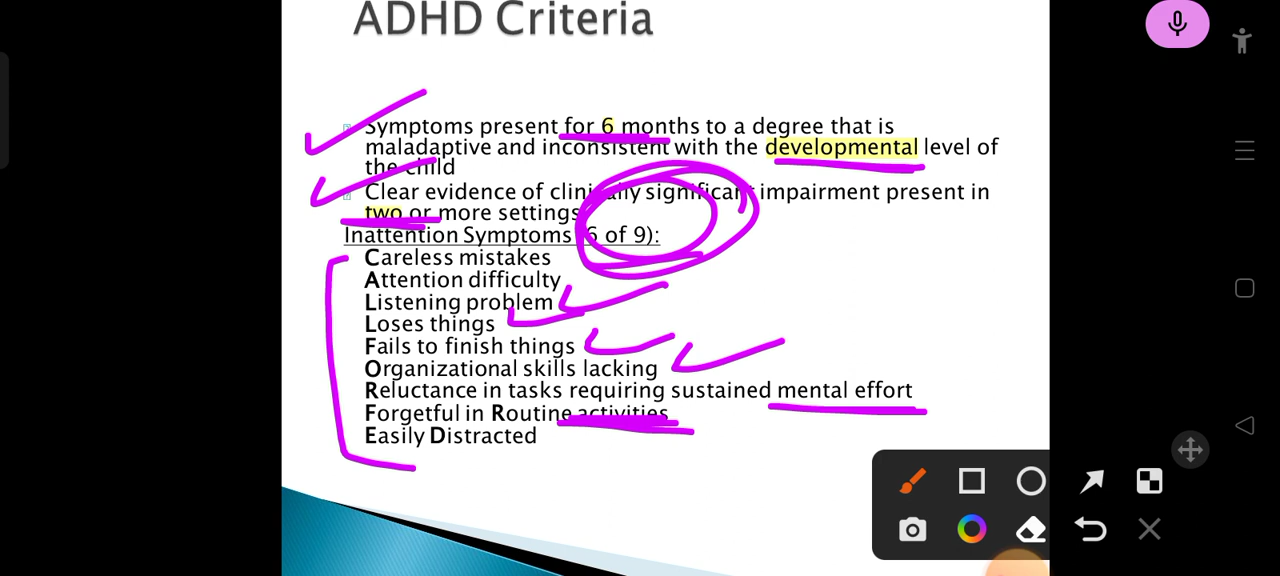 ADHD Criteria
Symptoms present for 6 months to a degree that is
maladaptive and inconsistent with the developmental level of
the child
Clear evidence of clinically significant impairment present in
two or more settings
Inattention Symptoms (6 of 9):
Careless mistakes
Attention difficulty
Listening problem
Loses things
Fails to finish things
Organizational skills lacking
Reluctance in tasks requiring sustained mental effort
Forgetful in Routine activities
Easily Distracted